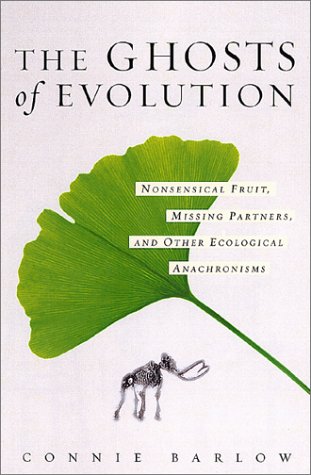 THE GHOSTS
of EVOLUTION
NONSENSICAL FRUIT,
MISSING PARTNERS,
AND OTHER ECOLOGICAL
ANACHRONISMS
CONNIE BARLOW